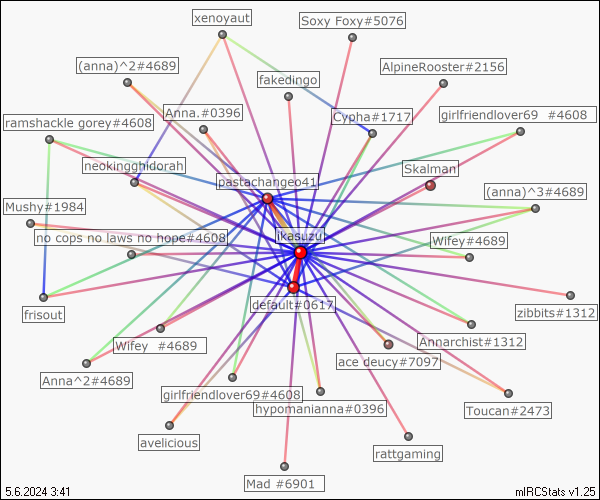 xenoyaut
Soxy Foxy#5076
(anna)^2#4689
fakedingo
AlpineRooster#2156
Anna.#0396
Cypha#1717
girlfriendlover69 #4608
ramshackle gorey#4608
neokingghidorah
Skalman
pastachangeo41
(anna)^3#4689
Mushy#1984
no cops no laws no hope#4608
ikasuzu
Wifey#4689
default#0617
zibbits#1312
frisout
Annarchist#1312
Wifey #4689
ace deucy#7097
Anna^2#4689
girlfriendlover69#4608
hypomanianna#0396
Toucan#2473
avelicious
rattgaming
Mad #6901
5.6.2024 3:41
mIRCStats v1.25